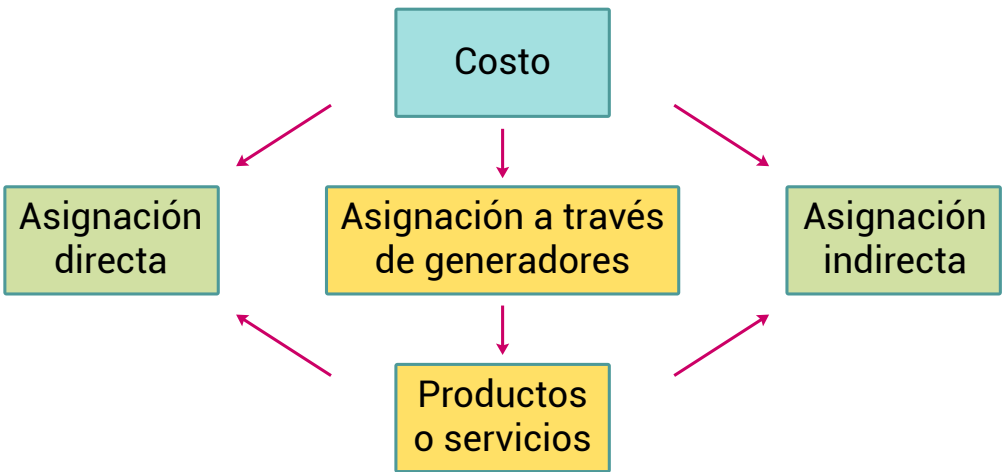 Costo
Asignación
directa
Asignación a través
de generadores
Asignación
indirecta
Productos
o servicios